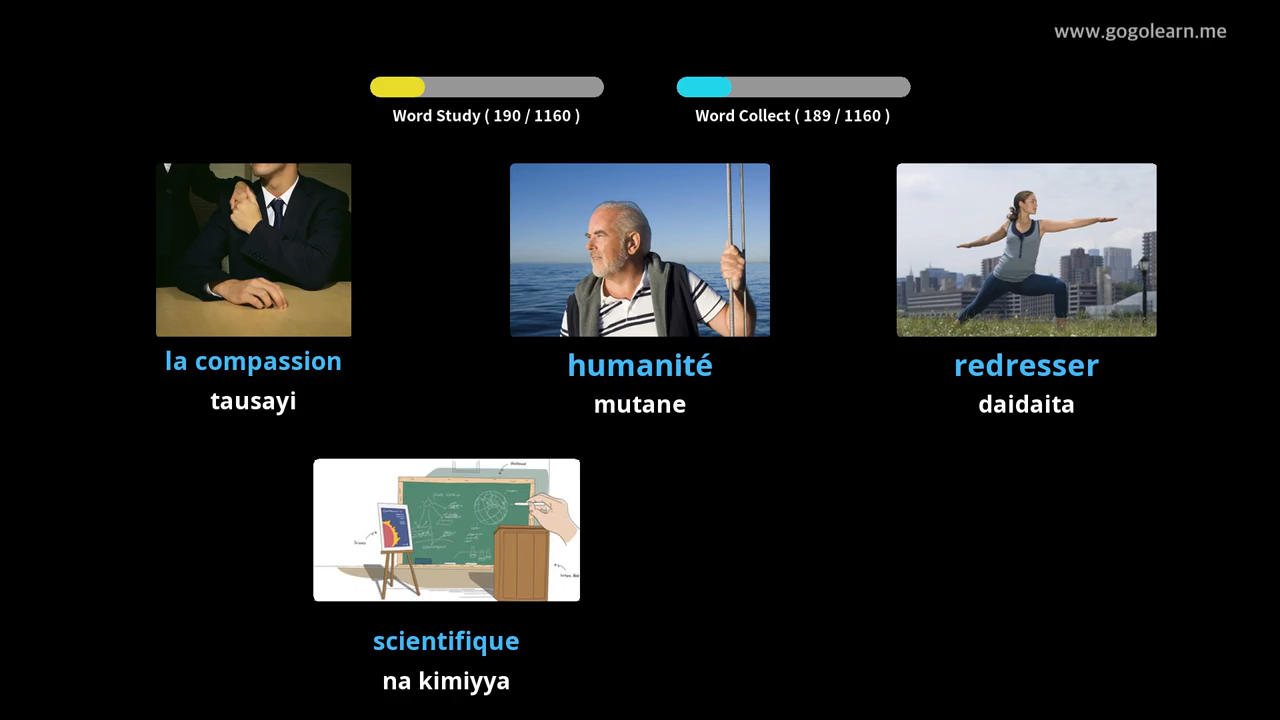 www.gogolearn.me
Word Study ( 190 / 1160 )
Word Collect ( 189 / 1160 )
la compassion
tausayi
humanité
mutane
redresser
daidaita
scientifique
na kimiyya